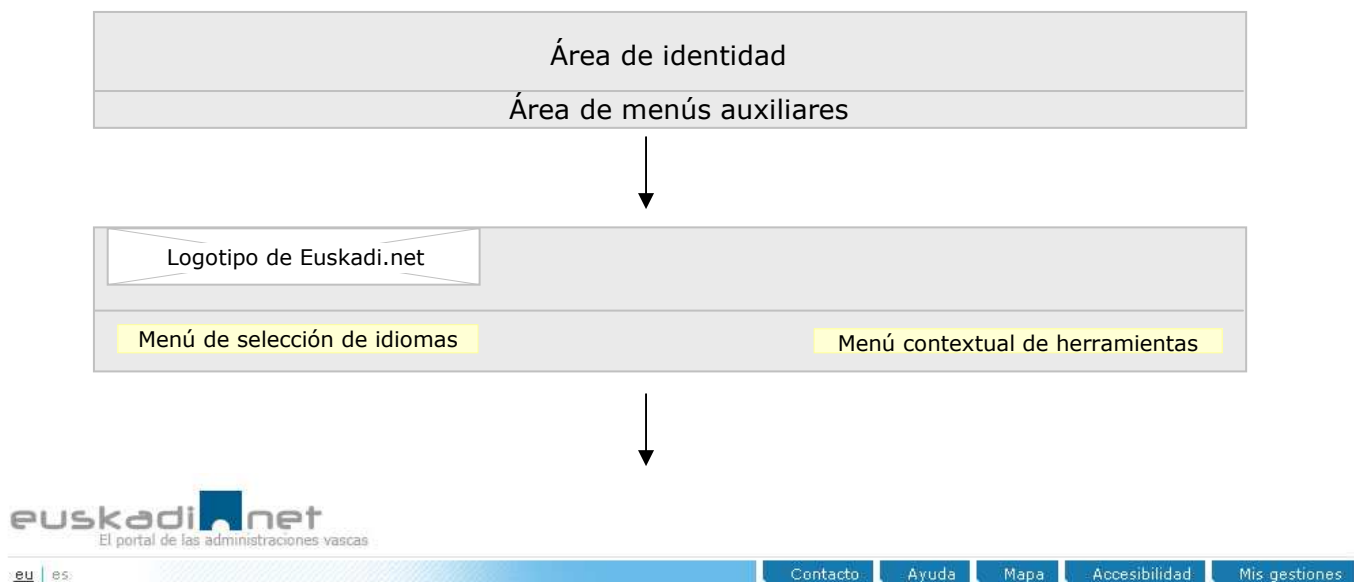 Área de identidad
Área de menús auxiliares
Logotipo de Euskadi.net
Menú de selección de idiomas
Menú contextual de herramientas
euskadi net
El portal de las administraciones vascas
eu | es
Contacto Ayuda Mapa Accesibilidad Mis gestiones